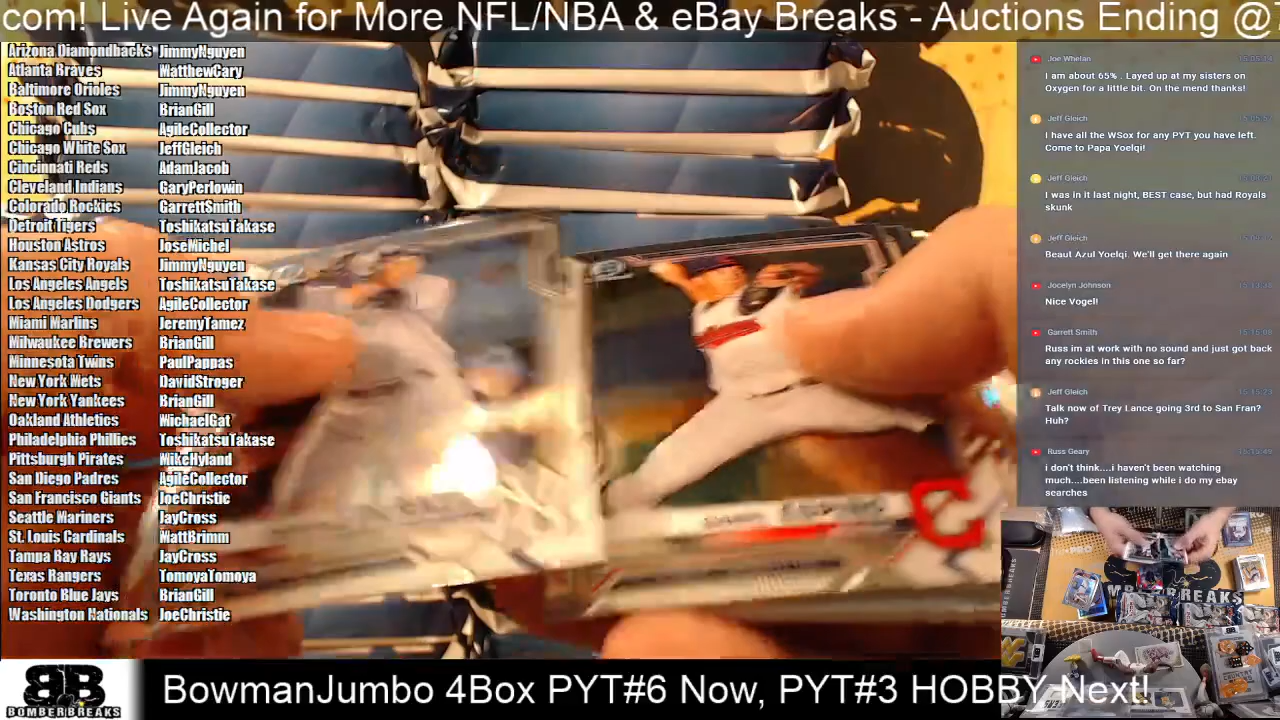 com! Live Again for More NFL/NBA & eBay Breaks - Auctions Ending @
Arizona Diamondbacks JimmyNguyen
Atlanta Braves MatthewCary
Baltimore Orioles JimmyNguyen
Boston Red Sox BrianGill
Chicago Cubs AgileCollector
Chicago White Sox JeffGleich
Cincinnati Reds AdamJacob
Cleveland Indians GaryPerlowin
Colorado Rockies GarrettSmith
Detroit Tigers ToshikatsuTakase
Houston Astros JoseMichel
Kansas City Royals JimmyNguyen
Los Angeles Angels ToshikatsuTakase
Los Angeles Dodgers AgileCollector
Miami Marlins JeremyTamez
Milwaukee Brewers BrianGill
Minnesota Twins PaulPappas
New York Mets DavidStroger
New York Yankees BrianGill
Oakland Athletics MichaelGat
Philadelphia Phillies ToshikatsuTakase
Pittsburgh Pirates MikeHyland
San Diego Padres AgileCollector
San Francisco Giants JoeChristie
Seattle Mariners JayCross
St. Louis Cardinals MattBrimm
Tampa Bay Rays JayCross
Texas Rangers TomoyaTomoya
Toronto Blue Jays BrianGill
Washington Nationals JoeChristie
Joe Whelan
I am about 65% . Layed up at my sisters on
Oxygen for a little bit. On the mend thanks!
Jeff Gleich
I have all the WSox for any PYT you have left.
Come to Papa Yoelqi!
Jeff Gleich
I was in it last night, BEST case, but had Royals
skunk
Jeff Gleich
Beaut Azul Yoelqi. We'll get there again
Jocelyn Johnson
Nice Vogel!
Garrett Smith
Russ im at work with no sound and just got back
any rockies in this one so far?
Jeff Gleich
Talk now of Trey Lance going 3rd to San Fran?
Huh?
Russ Geary
i don't think....i haven't been watching
much....been listening while i do my ebay
searches
C
BOMBERBREAKS
BB
BOMBERBREAKS
BowmanJumbo 4Box PYT#6 Now, PYT#3 HOBBY Next!